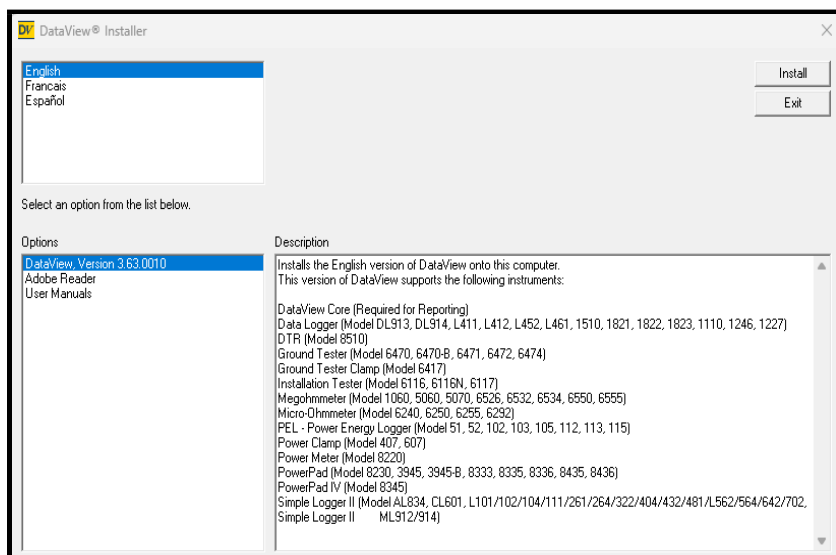 DV DataView® Installer
English
Francais
Español
Install
Exit
Select an option from the list below.
Options
DataView, Version 3.63.0010
Adobe Reader
User Manuals
Description
Installs the English version of DataView onto this computer.
This version of DataView supports the following instruments:
DataView Core (Required for Reporting)
Data Logger (Model DL913, DL914, L411, L412, L452, L461, 1510, 1821, 1822, 1823, 1110, 1246, 1227)
DTR (Model 8510)
Ground Tester (Model 6470, 6470-B, 6471, 6472, 6474)
Ground Tester Clamp (Model 6417)
Installation Tester (Model 6116, 6116N, 6117)
Megohmmeter (Model 1060, 5060, 5070, 6526, 6532, 6534, 6550, 6555)
Micro-Ohmmeter (Model 6240, 6250, 6255, 6292)
PEL - Power Energy Logger (Model 51, 52, 102, 103, 105, 112, 113, 115)
Power Clamp (Model 407, 607)
Power Meter (Model 8220)
PowerPad (Model 8230, 3945, 3945-B, 8333, 8335, 8336, 8435, 8436)
PowerPad IV (Model 8345)
Simple Logger II (Model AL834, CL601, L101/102/104/111/261/264/322/404/432/481/L562/564/642/702,
Simple Logger II ML912/914)